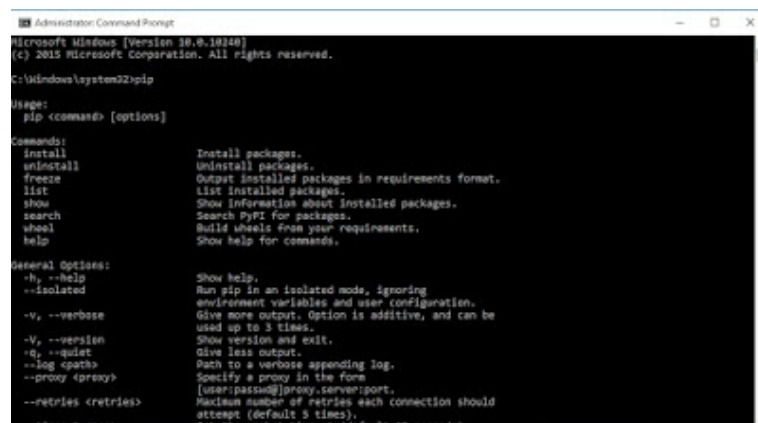 Administrator: Command Prompt
Microsoft Windows [Version 10.0.10240]
(c) 2015 Microsoft Corporation. All rights reserved.
C:\Windows\system32>pip
Usage:
pip <command> [options]
Commands:
install Install packages.
uninstall Uninstall packages.
freeze Output installed packages in requirements format.
list List installed packages.
show Show information about installed packages.
search Search PyPI for packages.
wheel Build wheels from your requirements.
help Show help for commands.
General Options:
-h, --help Show help.
--isolated Run pip in an isolated mode, ignoring
environment variables and user configuration.
-v, --verbose Give more output. Option is additive, and can be
used up to 3 times.
-V, --version Show version and exit.
-q, --quiet Give less output.
--log <path> Path to a verbose appending log.
--proxy <proxy> Specify a proxy in the form
[user:passwd@]proxy.server:port.
--retries <retries> Maximum number of retries each connection should
attempt (default 5 times).